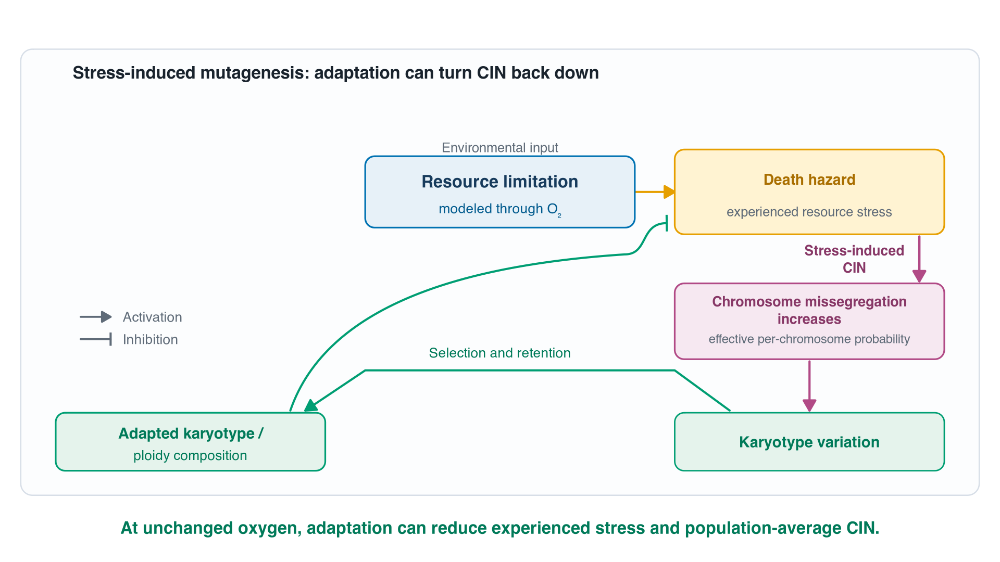 Stress-induced mutagenesis: adaptation can turn CIN back down
Environmental input
Resource limitation
modeled through O₂
Death hazard
experienced resource stress
Stress-induced
CIN
Chromosome missegregation
increases
effective per-chromosome probability
Activation
Inhibition
Selection and retention
Adapted karyotype /
ploidy composition
Karyotype variation
At unchanged oxygen, adaptation can reduce experienced stress and population-average CIN.